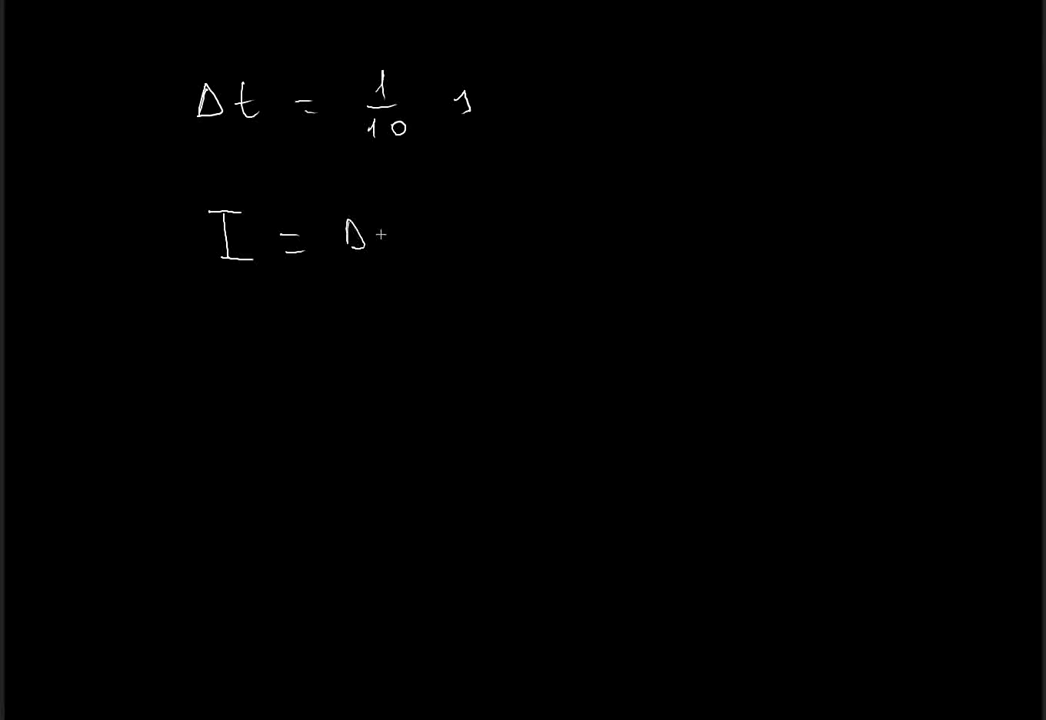 Δt = 1/10 s
I = Δ